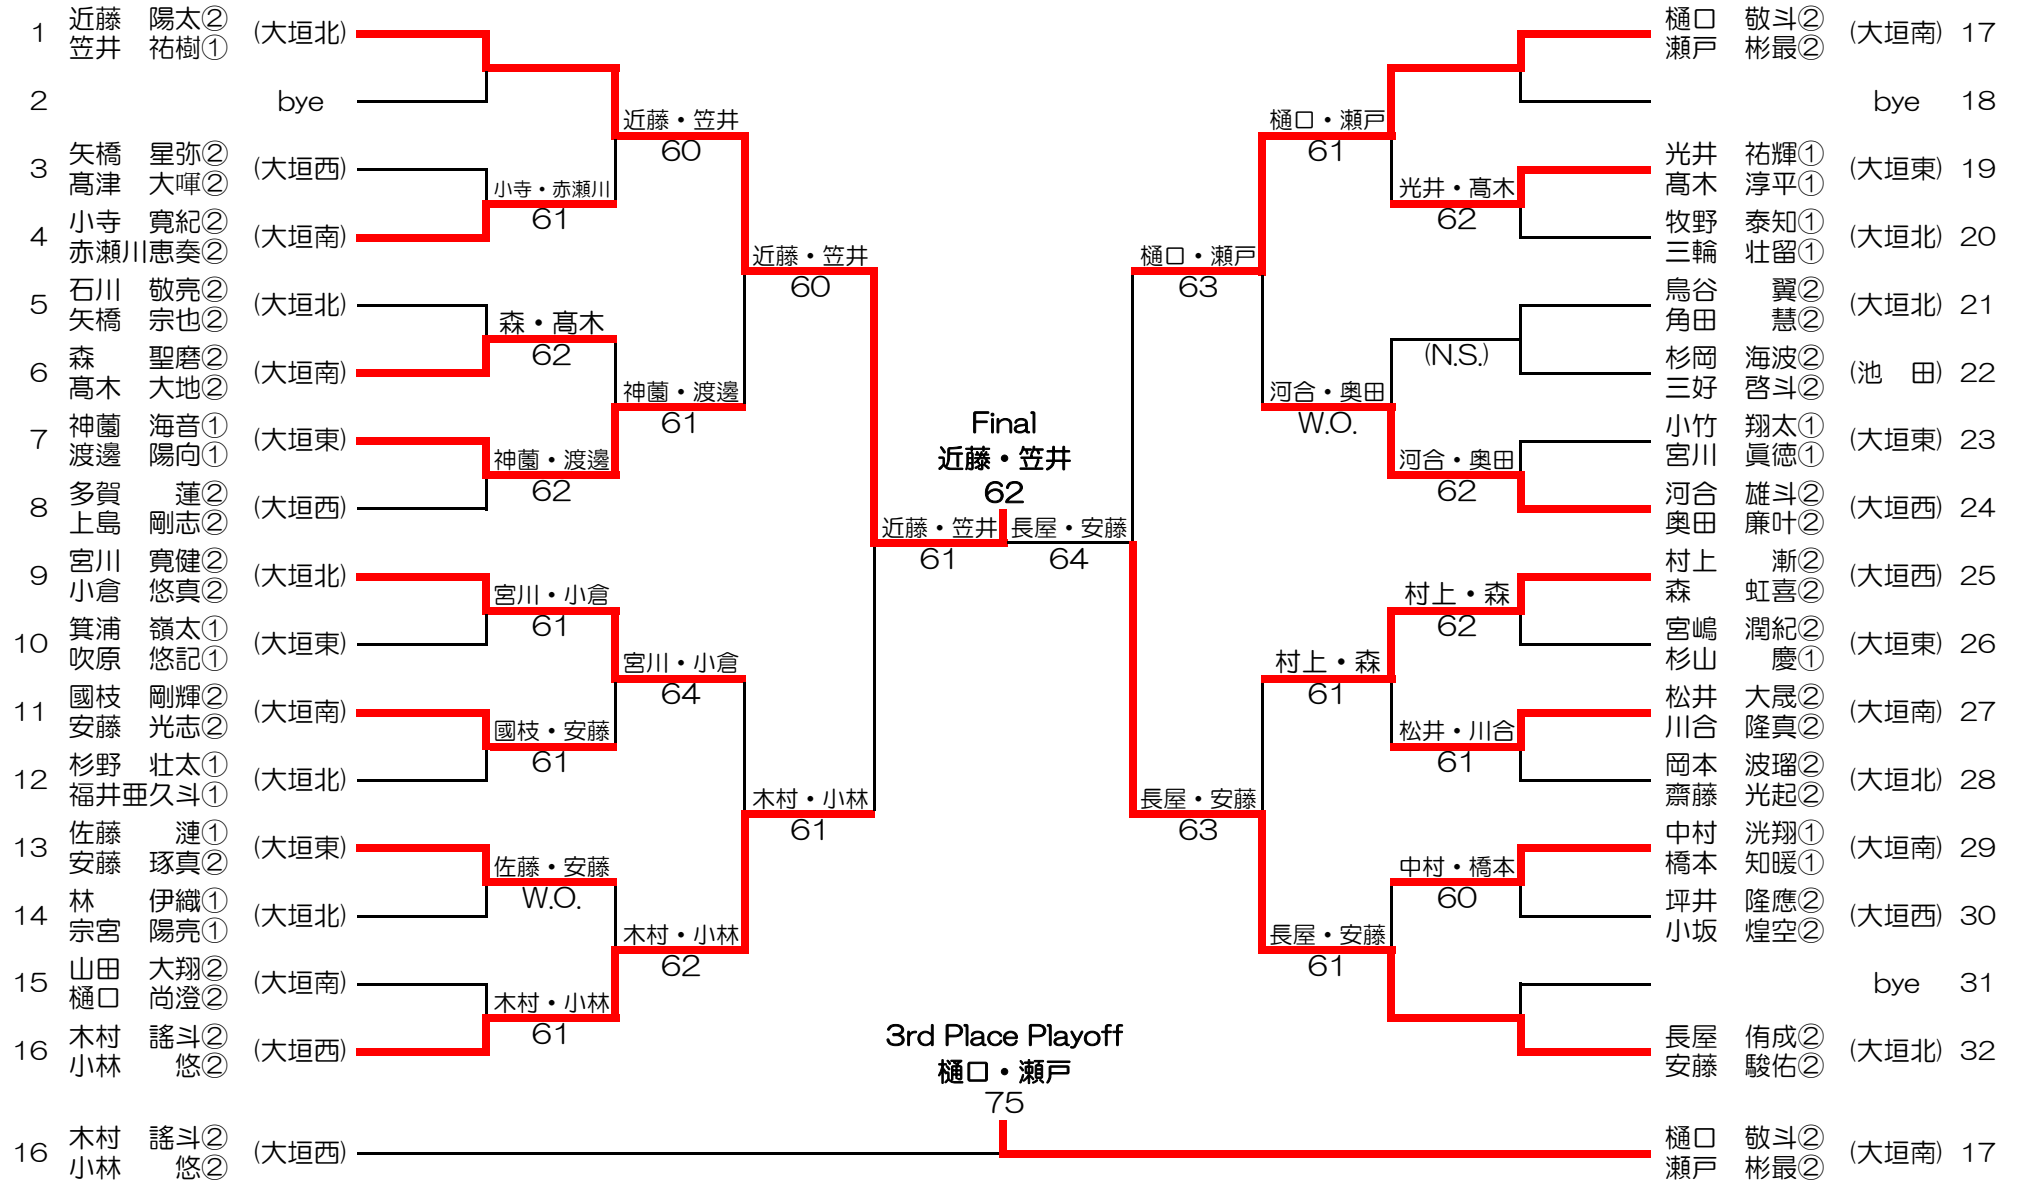 1 近藤　陽太② (大垣北)
笠井　祐樹①
2 bye
3 矢橋　星弥② (大垣西)
髙津　大喗②
4 小寺　寛紀② (大垣南)
赤瀬川恵奏②
5 石川　敬亮② (大垣北)
矢橋　宗也②
6 森　　聖磨② (大垣南)
髙木　大地②
7 神薗　海音① (大垣東)
渡邊　陽向①
8 多賀　　蓮② (大垣西)
上島　剛志②
9 宮川　寛健② (大垣北)
小倉　悠真②
10 箕浦　嶺太① (大垣東)
吹原　悠記①
11 國枝　剛輝② (大垣南)
安藤　光志②
12 杉野　壮太① (大垣北)
福井亜久斗①
13 佐藤　　漣① (大垣東)
安藤　琢真②
14 林　　伊織① (大垣北)
宗宮　陽亮①
15 山田　大翔② (大垣南)
樋口　尚澄②
16 木村　謠斗② (大垣西)
小林　　悠②
小寺・赤瀬川
61
森・髙木
62
神薗・渡邊
62
宮川・小倉
61
國枝・安藤
61
佐藤・安藤
W.O.
木村・小林
61
近藤・笠井
60
神薗・渡邊
61
宮川・小倉
64
木村・小林
62
近藤・笠井
60
木村・小林
61
近藤・笠井
61
Final
近藤・笠井
62
長屋・安藤
64
樋口・瀬戸
63
長屋・安藤
63
樋口・瀬戸
61
河合・奥田
W.O.
村上・森
61
長屋・安藤
61
光井・髙木
62
(N.S.)
河合・奥田
62
村上・森
62
松井・川合
61
中村・橋本
60
樋口　敬斗② (大垣南) 17
瀬戸　彬最②
bye 18
光井　祐輝① (大垣東) 19
髙木　淳平①
牧野　泰知① (大垣北) 20
三輪　壮留①
鳥谷　　翼② (大垣北) 21
角田　　慧②
杉岡　海波② (池　田) 22
三好　啓斗②
小竹　翔太① (大垣東) 23
宮川　眞徳①
河合　雄斗② (大垣西) 24
奥田　廉叶②
村上　　漸② (大垣西) 25
森　　虹喜②
宮嶋　潤紀② (大垣東) 26
杉山　　慶①
松井　大晟② (大垣南) 27
川合　隆真②
岡本　波瑠② (大垣北) 28
齋藤　光起②
中村　洸翔① (大垣南) 29
橋本　知暖①
坪井　隆應② (大垣西) 30
小坂　煌空②
bye 31
長屋　侑成② (大垣北) 32
安藤　駿佑②
3rd Place Playoff
樋口・瀬戸
75
16 木村　謠斗② (大垣西)
小林　　悠②
樋口　敬斗② (大垣南) 17
瀬戸　彬最②